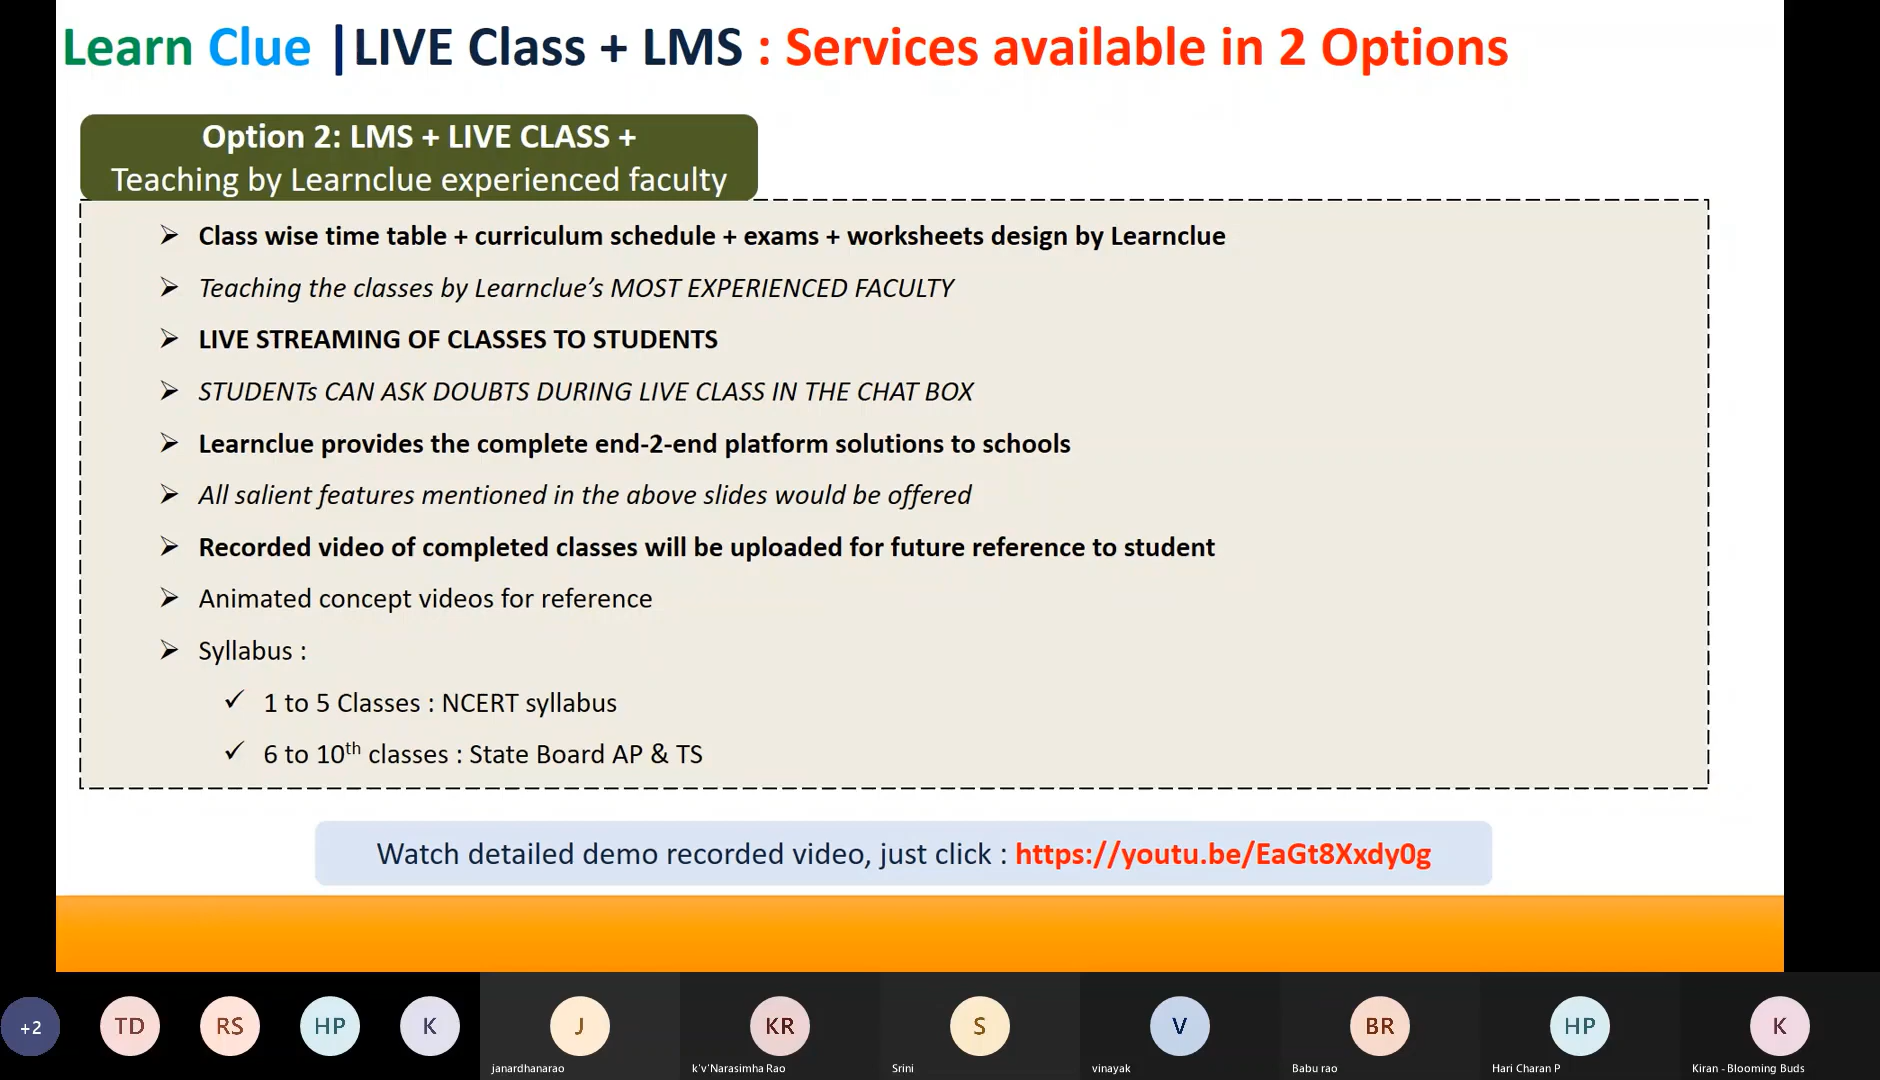 Learn Clue |LIVE Class + LMS : Services available in 2 Options
Option 2: LMS + LIVE CLASS +
Teaching by Learnclue experienced faculty
➢ Class wise time table + curriculum schedule + exams + worksheets design by Learnclue
➢ Teaching the classes by Learnclue’s MOST EXPERIENCED FACULTY
➢ LIVE STREAMING OF CLASSES TO STUDENTS
➢ STUDENTs CAN ASK DOUBTS DURING LIVE CLASS IN THE CHAT BOX
➢ Learnclue provides the complete end-2-end platform solutions to schools
➢ All salient features mentioned in the above slides would be offered
➢ Recorded video of completed classes will be uploaded for future reference to student
➢ Animated concept videos for reference
➢ Syllabus :
✓ 1 to 5 Classes : NCERT syllabus
✓ 6 to 10th classes : State Board AP & TS
Watch detailed demo recorded video, just click : https://youtu.be/EaGt8Xxdy0g
+2
TD
RS
HP
K
J
KR
S
V
BR
HP
K
janardhanarao
k'v'Narasimha Rao
Srini
vinayak
Babu rao
Hari Charan P
Kiran - Blooming Buds